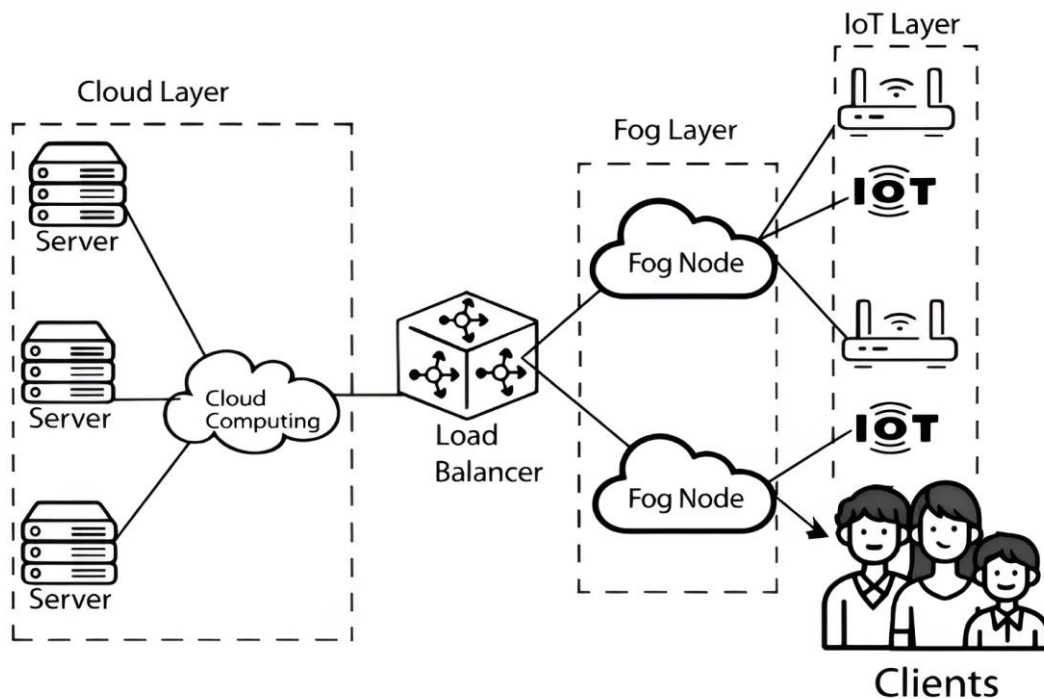 IoT Layer
Cloud Layer
Fog Layer
Server
IOT
Fog Node
Server
Cloud
Computing
Load
Balancer
IOT
Fog Node
Server
Clients